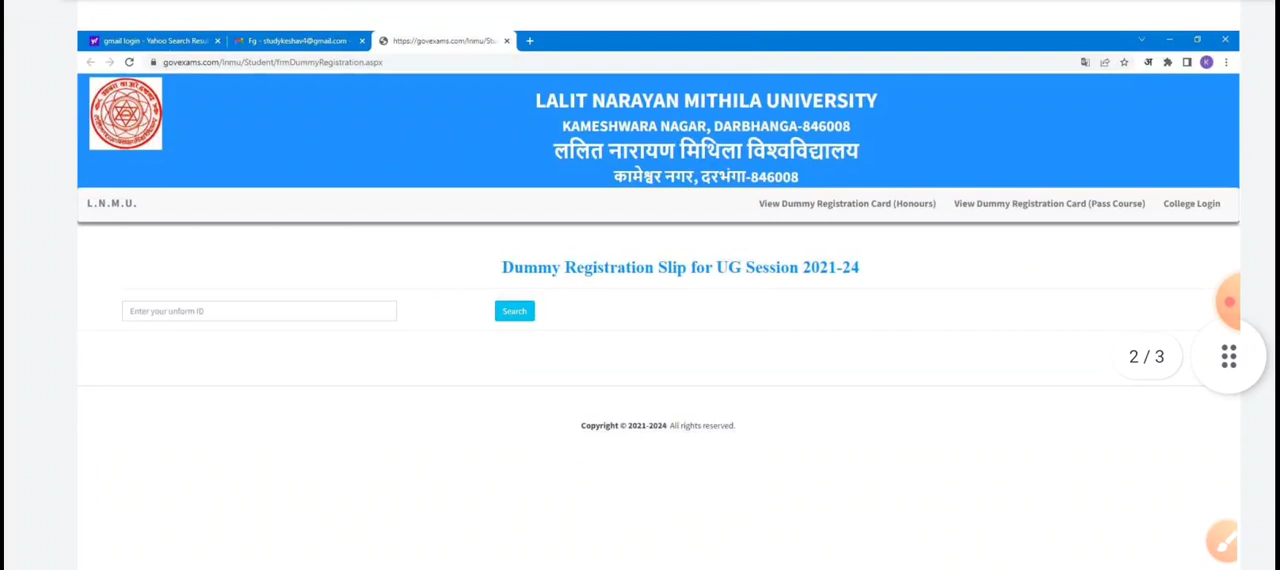 gmail login - Yahoo Search Resu
Fg - studykeshav4@gmail.com -
https://govexams.com/lnmu/Stu
govexams.com/lnmu/Student/frmDummyRegistration.aspx
अ
K
LALIT NARAYAN MITHILA UNIVERSITY
KAMESHWARA NAGAR, DARBHANGA-846008
ललित नारायण मिथिला विश्वविद्यालय
कामेश्वर नगर, दरभंगा-846008
L.N.M.U.
View Dummy Registration Card (Honours)
View Dummy Registration Card (Pass Course)
College Login
Dummy Registration Slip for UG Session 2021-24
Enter your unform ID
Search
2 / 3
Copyright © 2021-2024 All rights reserved.